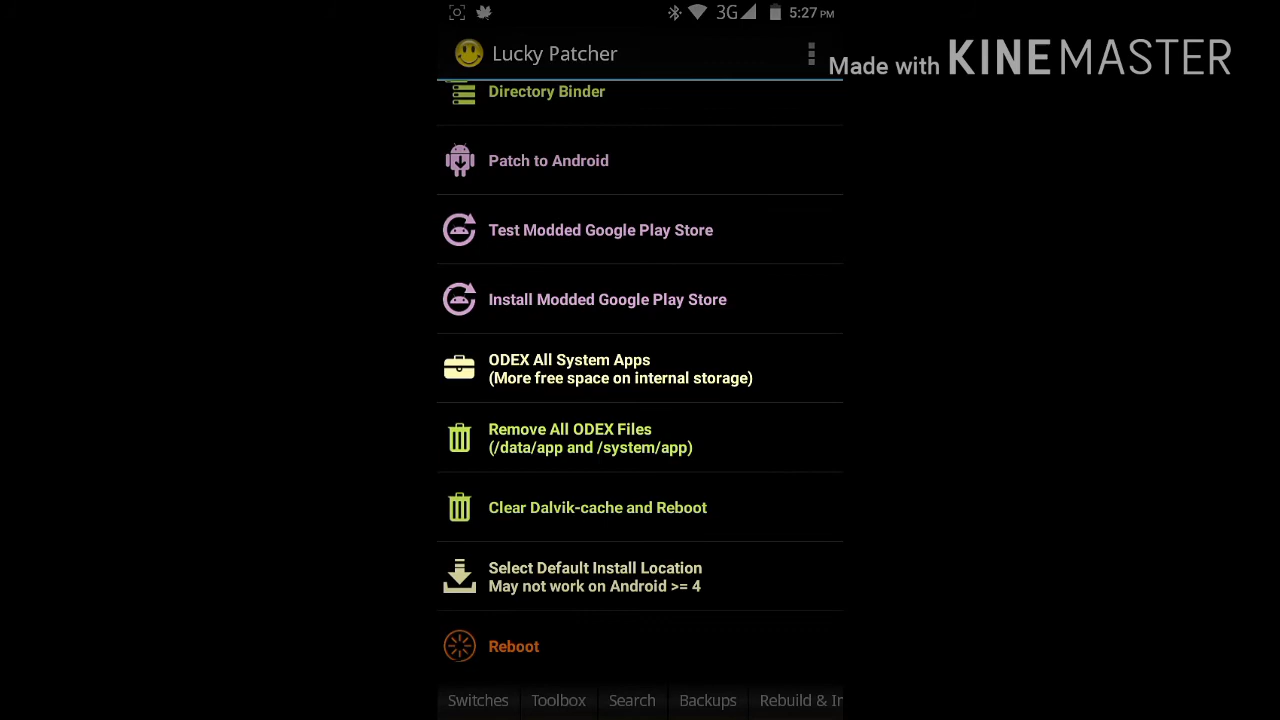 3G 5:27 PM
Lucky Patcher
Made with KINEMASTER
Directory Binder
Patch to Android
Test Modded Google Play Store
Install Modded Google Play Store
ODEX All System Apps
(More free space on internal storage)
Remove All ODEX Files
(/data/app and /system/app)
Clear Dalvik-cache and Reboot
Select Default Install Location
May not work on Android >= 4
Reboot
Switches Toolbox Search Backups Rebuild & In